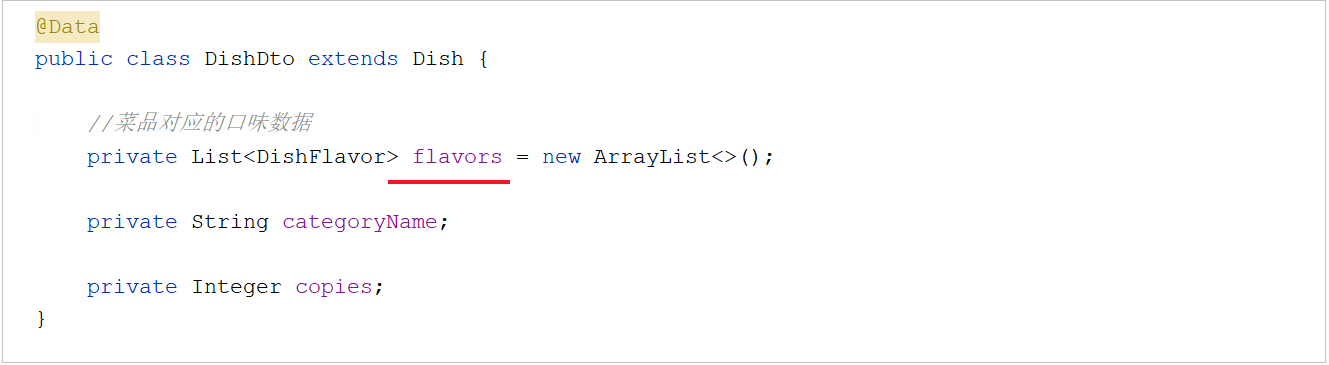 @Data
public class DishDto extends Dish {
//菜品对应的口味数据
private List<DishFlavor> flavors = new ArrayList<>();
private String categoryName;
private Integer copies;
}